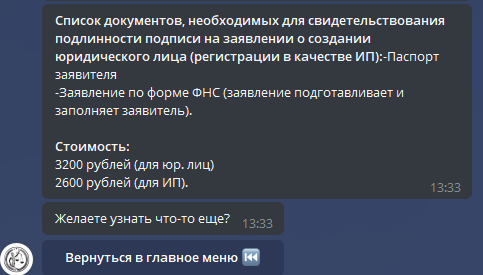 Список документов, необходимых для свидетельствования
подлинности подписи на заявлении о создании
юридического лица (регистрации в качестве ИП):-Паспорт
заявителя
-Заявление по форме ФНС (заявление подготавливает и
заполняет заявитель).
Стоимость:
3200 рублей (для юр. лиц)
2600 рублей (для ИП).
13:33
Желаете узнать что-то еще? 13:33
Вернуться в главное меню ⏮